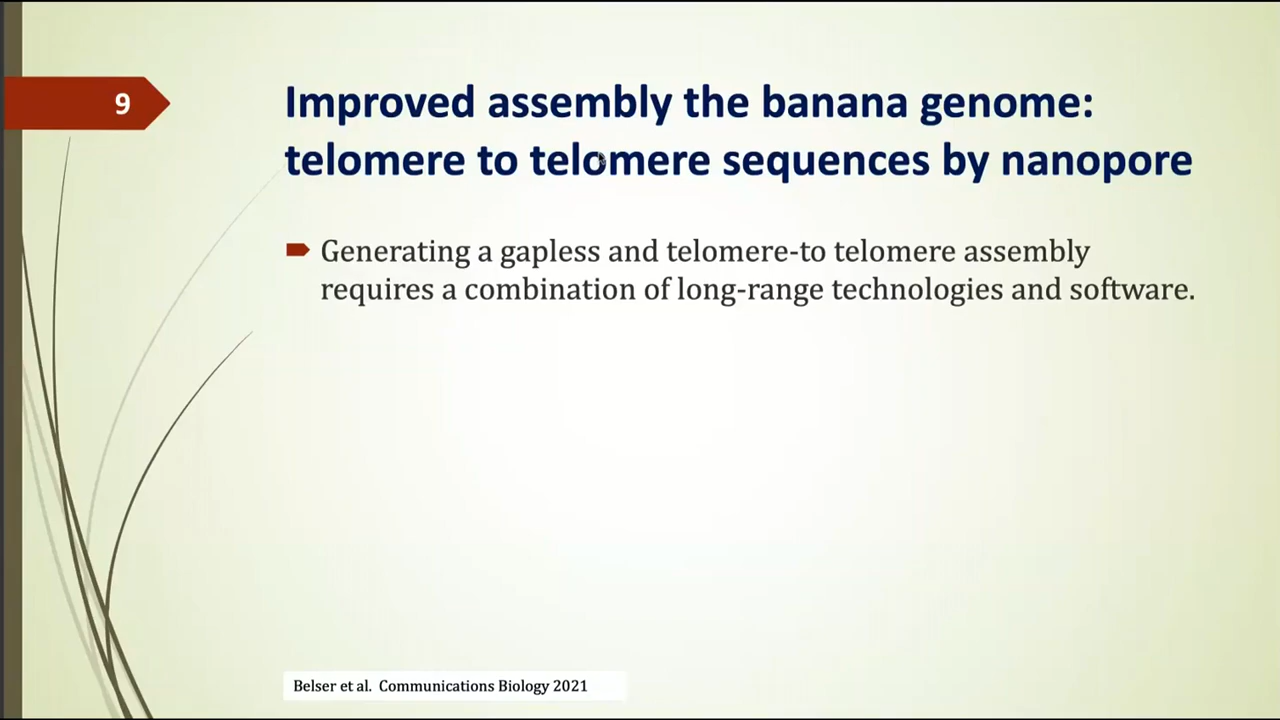 9
Improved assembly the banana genome:
telomere to telomere sequences by nanopore
Generating a gapless and telomere-to telomere assembly
requires a combination of long-range technologies and software.
Belser et al. Communications Biology 2021